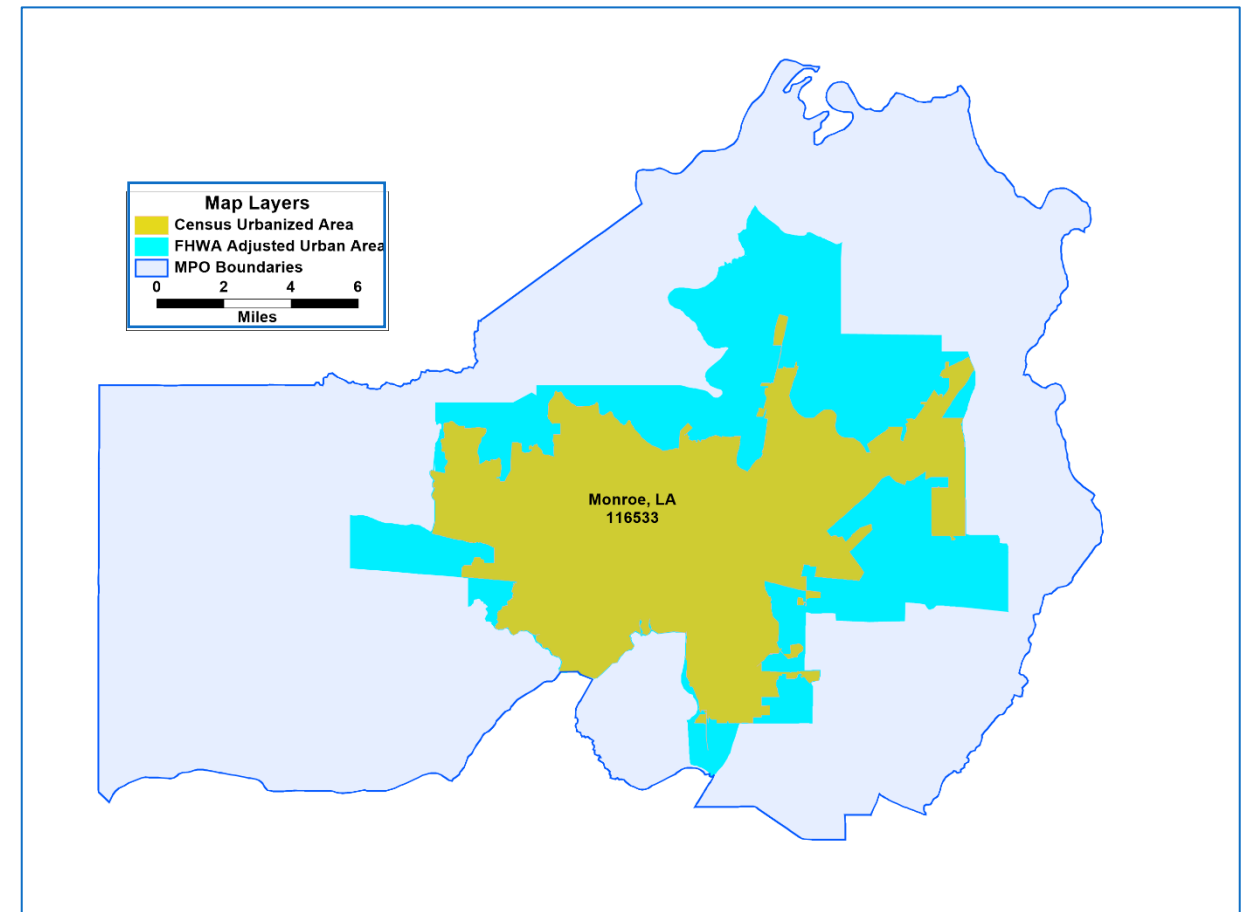 Map Layers
Census Urbanized Area
FHWA Adjusted Urban Area
MPO Boundaries
0 2 4 6
Miles
Monroe, LA
116533